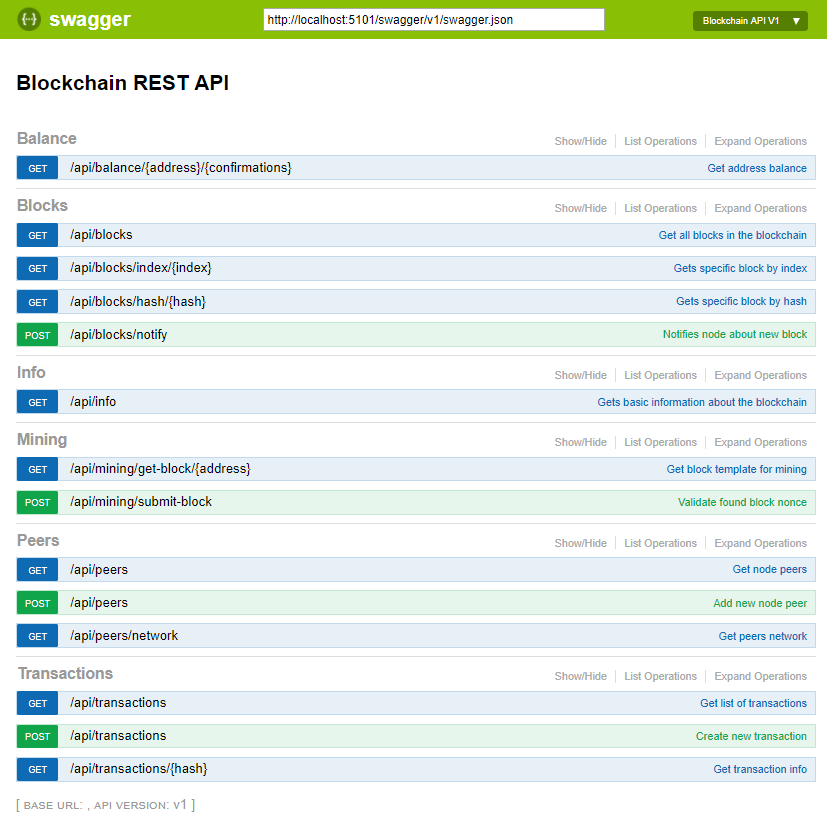 {···} swagger http://localhost:5101/swagger/v1/swagger.json Blockchain API V1 ▼
Blockchain REST API
Balance Show/Hide List Operations Expand Operations
GET /api/balance/{address}/{confirmations} Get address balance
Blocks Show/Hide List Operations Expand Operations
GET /api/blocks Get all blocks in the blockchain
GET /api/blocks/index/{index} Gets specific block by index
GET /api/blocks/hash/{hash} Gets specific block by hash
POST /api/blocks/notify Notifies node about new block
Info Show/Hide List Operations Expand Operations
GET /api/info Gets basic information about the blockchain
Mining Show/Hide List Operations Expand Operations
GET /api/mining/get-block/{address} Get block template for mining
POST /api/mining/submit-block Validate found block nonce
Peers Show/Hide List Operations Expand Operations
GET /api/peers Get node peers
POST /api/peers Add new node peer
GET /api/peers/network Get peers network
Transactions Show/Hide List Operations Expand Operations
GET /api/transactions Get list of transactions
POST /api/transactions Create new transaction
GET /api/transactions/{hash} Get transaction info
[ BASE URL: , API VERSION: V1 ]